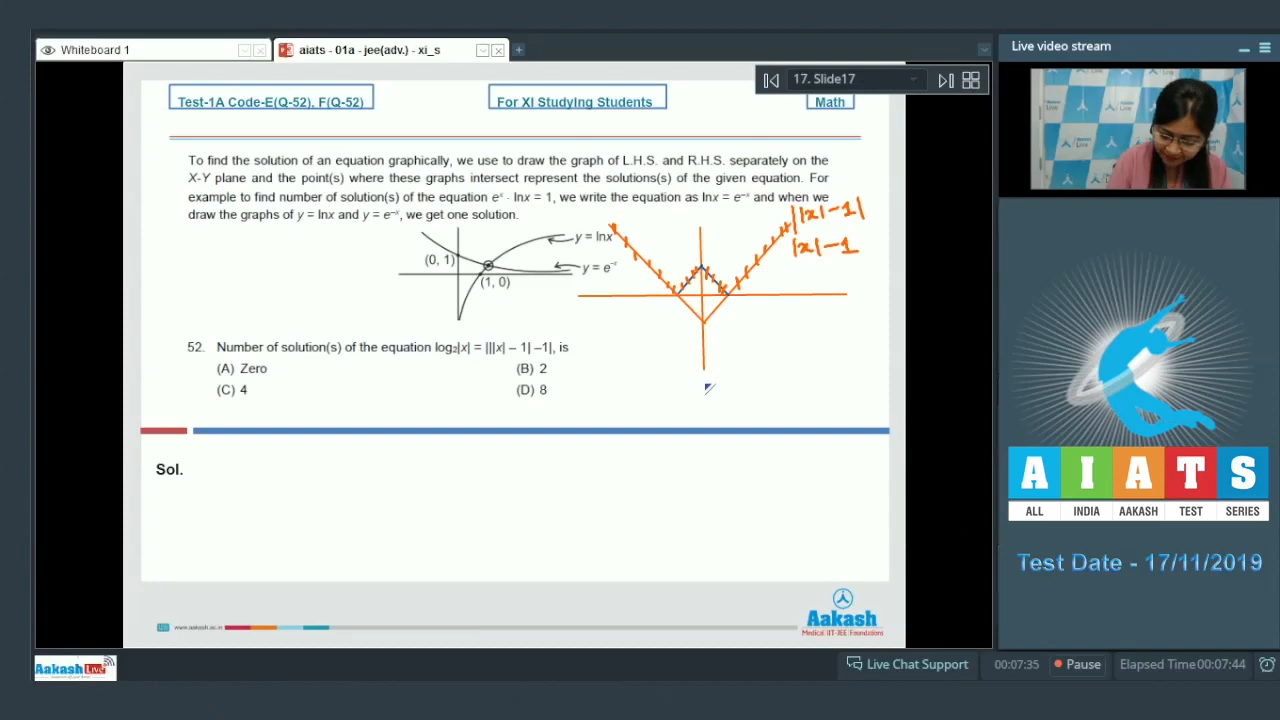 Whiteboard 1
aiats - 01a - jee(adv.) - xi_s
Live video stream
17. Slide17
Test-1A Code-E(Q-52), F(Q-52)
For XI Studying Students
Math
To find the solution of an equation graphically, we use to draw the graph of L.H.S. and R.H.S. separately on the
X-Y plane and the point(s) where these graphs intersect represent the solutions(s) of the given equation. For
example to find number of solution(s) of the equation eˣ · lnx = 1, we write the equation as lnx = e⁻ˣ and when we
draw the graphs of y = lnx and y = e⁻ˣ, we get one solution.
||x|-1|
|x|-1
y = lnx
(0, 1)
y = e⁻ˣ
(1, 0)
52. Number of solution(s) of the equation log₂|x| = |||x| – 1| –1|, is
(A) Zero
(B) 2
(C) 4
(D) 8
Sol.
www.aakash.ac.in
Aakash
Medical|IIT-JEE|Foundations
A I A T S
ALL INDIA AAKASH TEST SERIES
Test Date - 17/11/2019
Aakash Live
Live Chat Support
00:07:35
Pause
Elapsed Time 00:07:44